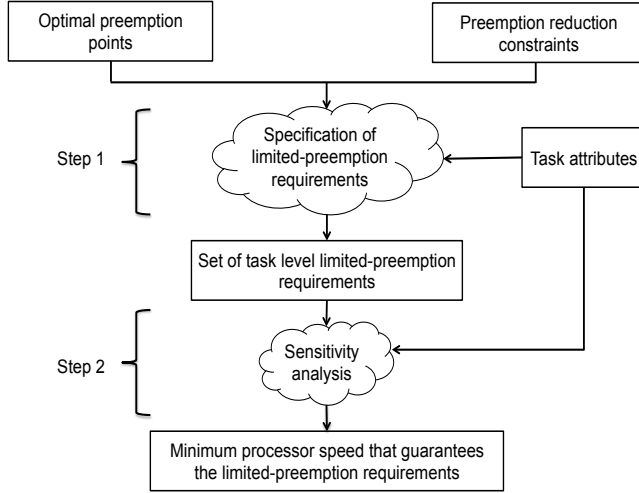 Optimal preemption
points
Preemption reduction
constraints
Step 1
Specification of
limited-preemption
requirements
Task attributes
Set of task level limited-preemption
requirements
Step 2
Sensitivity
analysis
Minimum processor speed that guarantees
the limited-preemption requirements